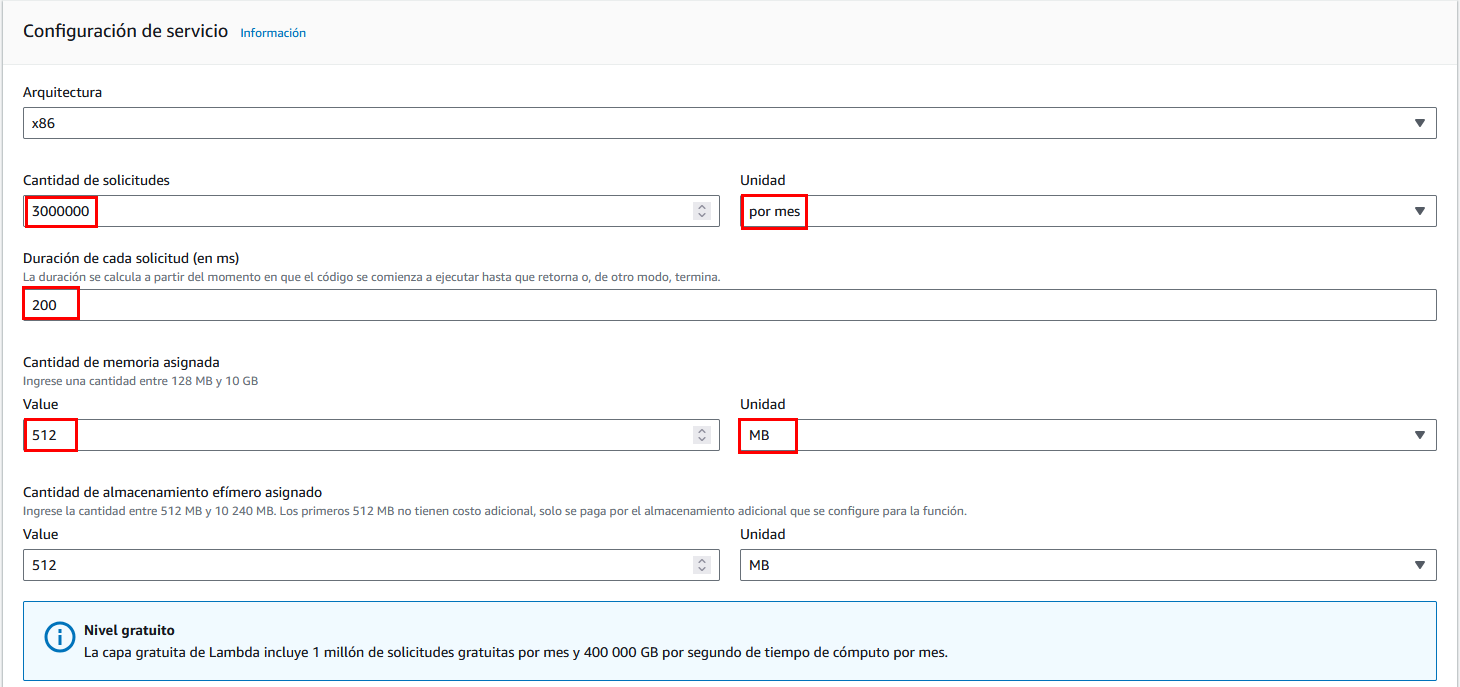 Configuración de servicio Información
Arquitectura
x86
Cantidad de solicitudes Unidad
3000000 por mes
Duración de cada solicitud (en ms)
La duración se calcula a partir del momento en que el código se comienza a ejecutar hasta que retorna o, de otro modo, termina.
200
Cantidad de memoria asignada
Ingrese una cantidad entre 128 MB y 10 GB
Value Unidad
512 MB
Cantidad de almacenamiento efímero asignado
Ingrese la cantidad entre 512 MB y 10 240 MB. Los primeros 512 MB no tienen costo adicional, solo se paga por el almacenamiento adicional que se configure para la función.
Value Unidad
512 MB
Nivel gratuito
La capa gratuita de Lambda incluye 1 millón de solicitudes gratuitas por mes y 400 000 GB por segundo de tiempo de cómputo por mes.